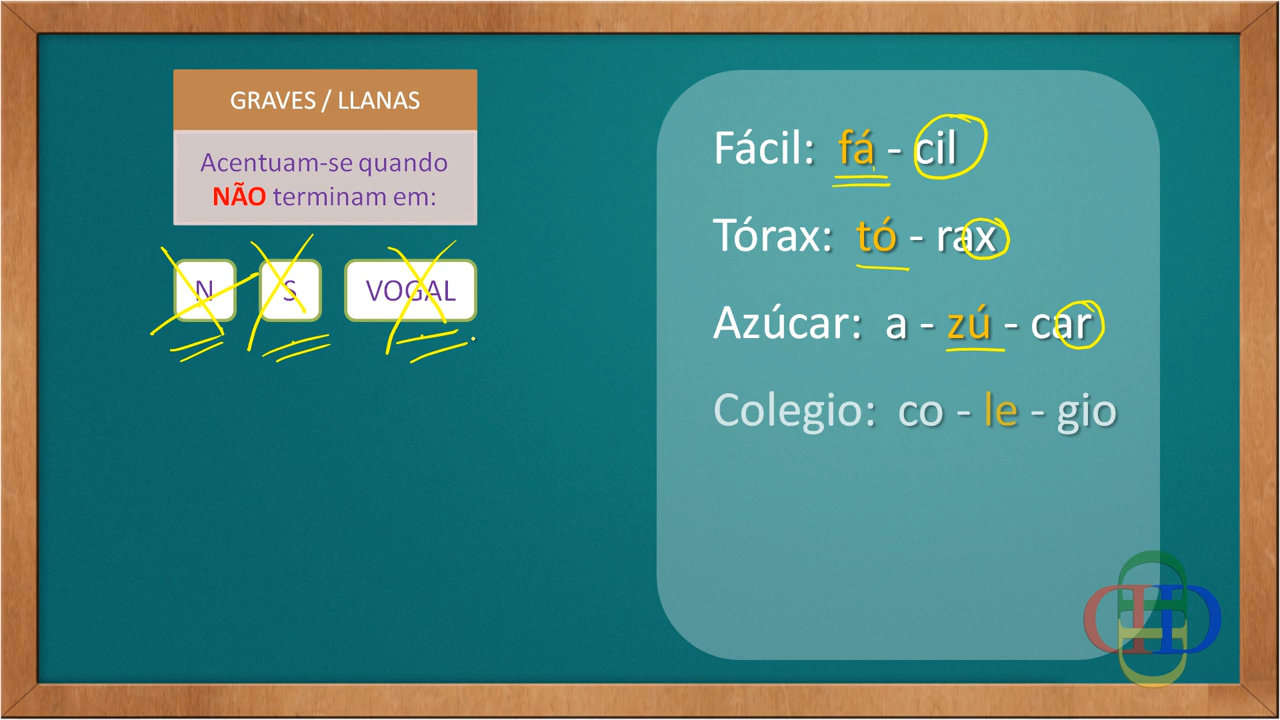 GRAVES / LLANAS
Acentuam-se quando
NÃO terminam em:
N S VOGAL
Fácil: fá - cil
Tórax: tó - rax
Azúcar: a - zú - car
Colegio: co - le - gio